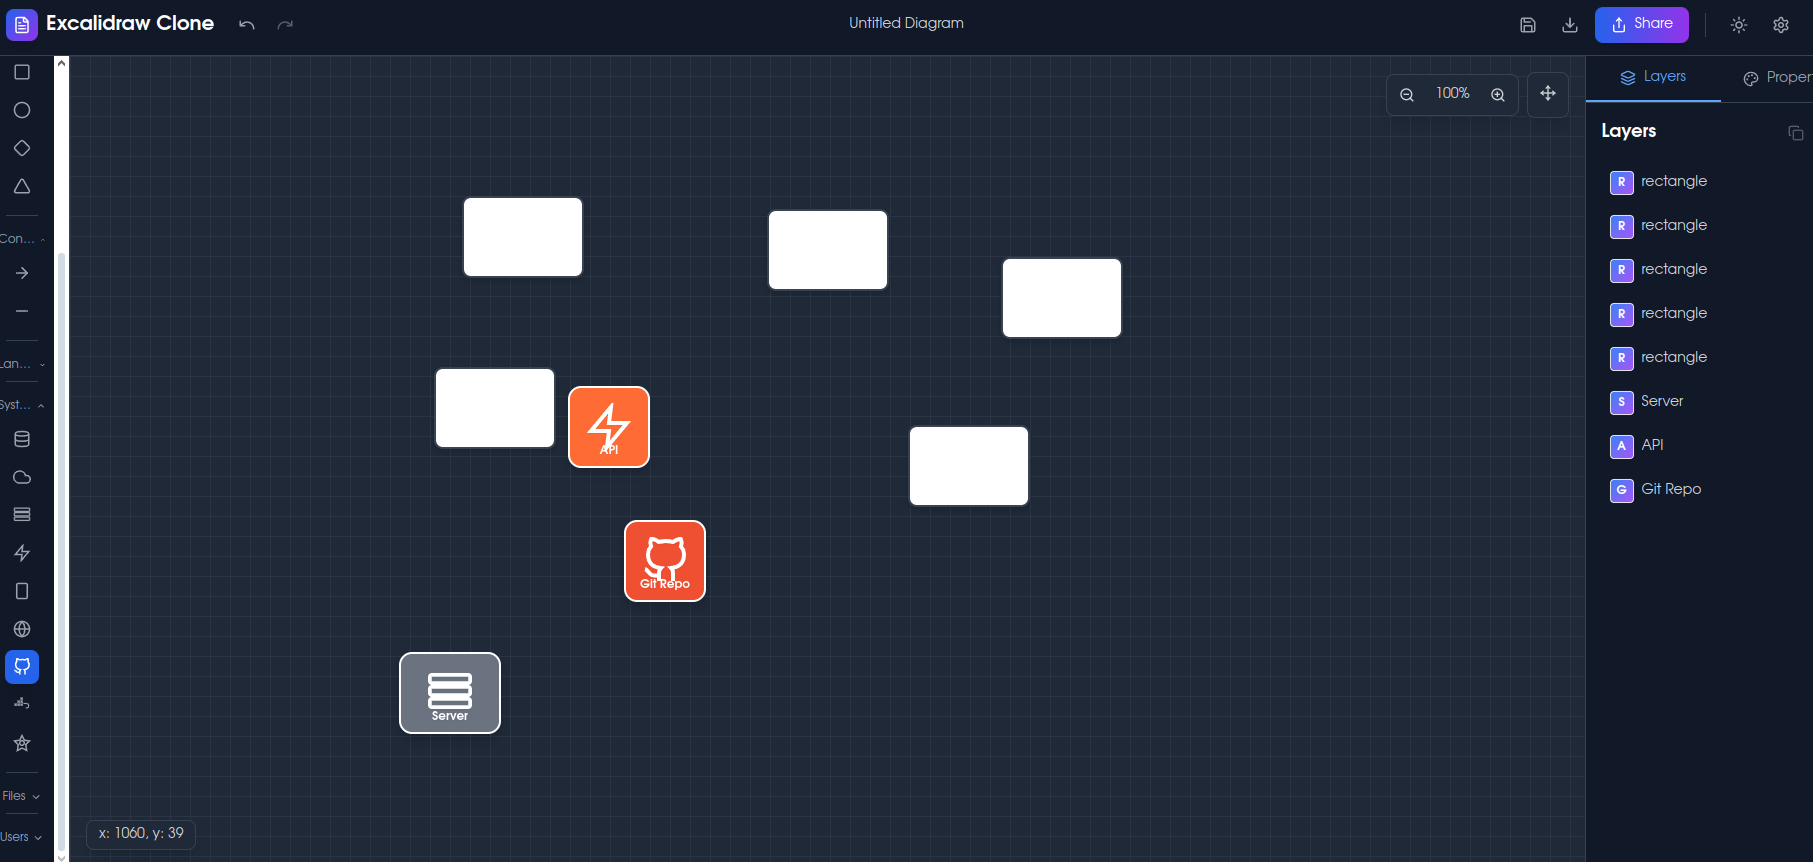 Excalidraw Clone
Untitled Diagram
Share
Con...
Lan...
Syst...
Files
Users
100%
API
Git Repo
Server
x: 1060, y: 39
Layers
Proper
Layers
R rectangle
R rectangle
R rectangle
R rectangle
R rectangle
S Server
A API
G Git Repo